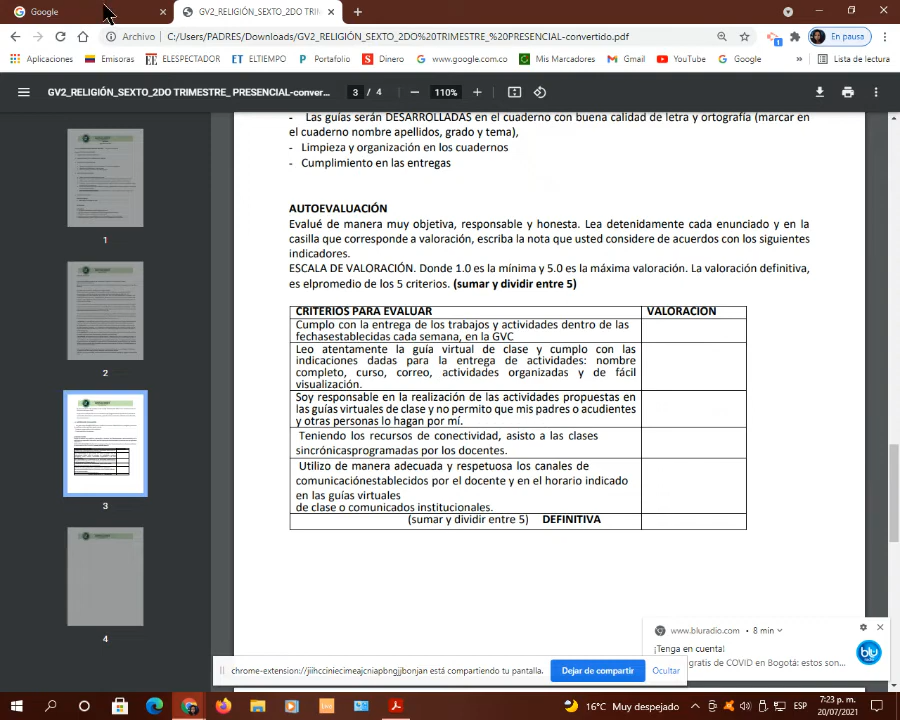 Google
GV2_RELIGIÓN_SEXTO_2DO TRIM
Archivo
C:/Users/PADRES/Downloads/GV2_RELIGIÓN_SEXTO_2DO%20TRIMESTRE_%20PRESENCIAL-convertido.pdf
En pausa
Aplicaciones
Emisoras
EE ELESPECTADOR
ET ELTIEMPO
P Portafolio
S Dinero
www.google.com.co
Mis Marcadores
Gmail
YouTube
Google
»
Lista de lectura
GV2_RELIGIÓN_SEXTO_2DO TRIMESTRE_ PRESENCIAL-conver...
3 / 4
110%
1
2
3
4
- Las guías serán DESARROLLADAS en el cuaderno con buena calidad de letra y ortografía (marcar en
el cuaderno nombre apellidos, grado y tema),
- Limpieza y organización en los cuadernos
- Cumplimiento en las entregas
AUTOEVALUACIÓN
Evalué de manera muy objetiva, responsable y honesta. Lea detenidamente cada enunciado y en la
casilla que corresponde a valoración, escriba la nota que usted considere de acuerdos con los siguientes
indicadores.
ESCALA DE VALORACIÓN. Donde 1.0 es la mínima y 5.0 es la máxima valoración. La valoración definitiva,
es elpromedio de los 5 criterios. (sumar y dividir entre 5)
CRITERIOS PARA EVALUAR
VALORACION
Cumplo con la entrega de los trabajos y actividades dentro de las
fechasestablecidas cada semana, en la GVC
Leo atentamente la guía virtual de clase y cumplo con las
indicaciones dadas para la entrega de actividades: nombre
completo, curso, correo, actividades organizadas y de fácil
visualización.
Soy responsable en la realización de las actividades propuestas en
las guías virtuales de clase y no permito que mis padres o acudientes
y otras personas lo hagan por mí.
Teniendo los recursos de conectividad, asisto a las clases
sincrónicasprogramadas por los docentes.
Utilizo de manera adecuada y respetuosa los canales de
comunicaciónestablecidos por el docente y en el horario indicado
en las guías virtuales
de clase o comunicados institucionales.
(sumar y dividir entre 5) DEFINITIVA
www.bluradio.com • 8 min
¡Tenga en cuenta!
gratis de COVID en Bogotá: estos son...
blu
chrome-extension://jiihcciniecimeajcniapbngjjbonjan está compartiendo tu pantalla.
Dejar de compartir
Ocultar
16°C Muy despejado
ESP
7:23 p. m.
20/07/2021